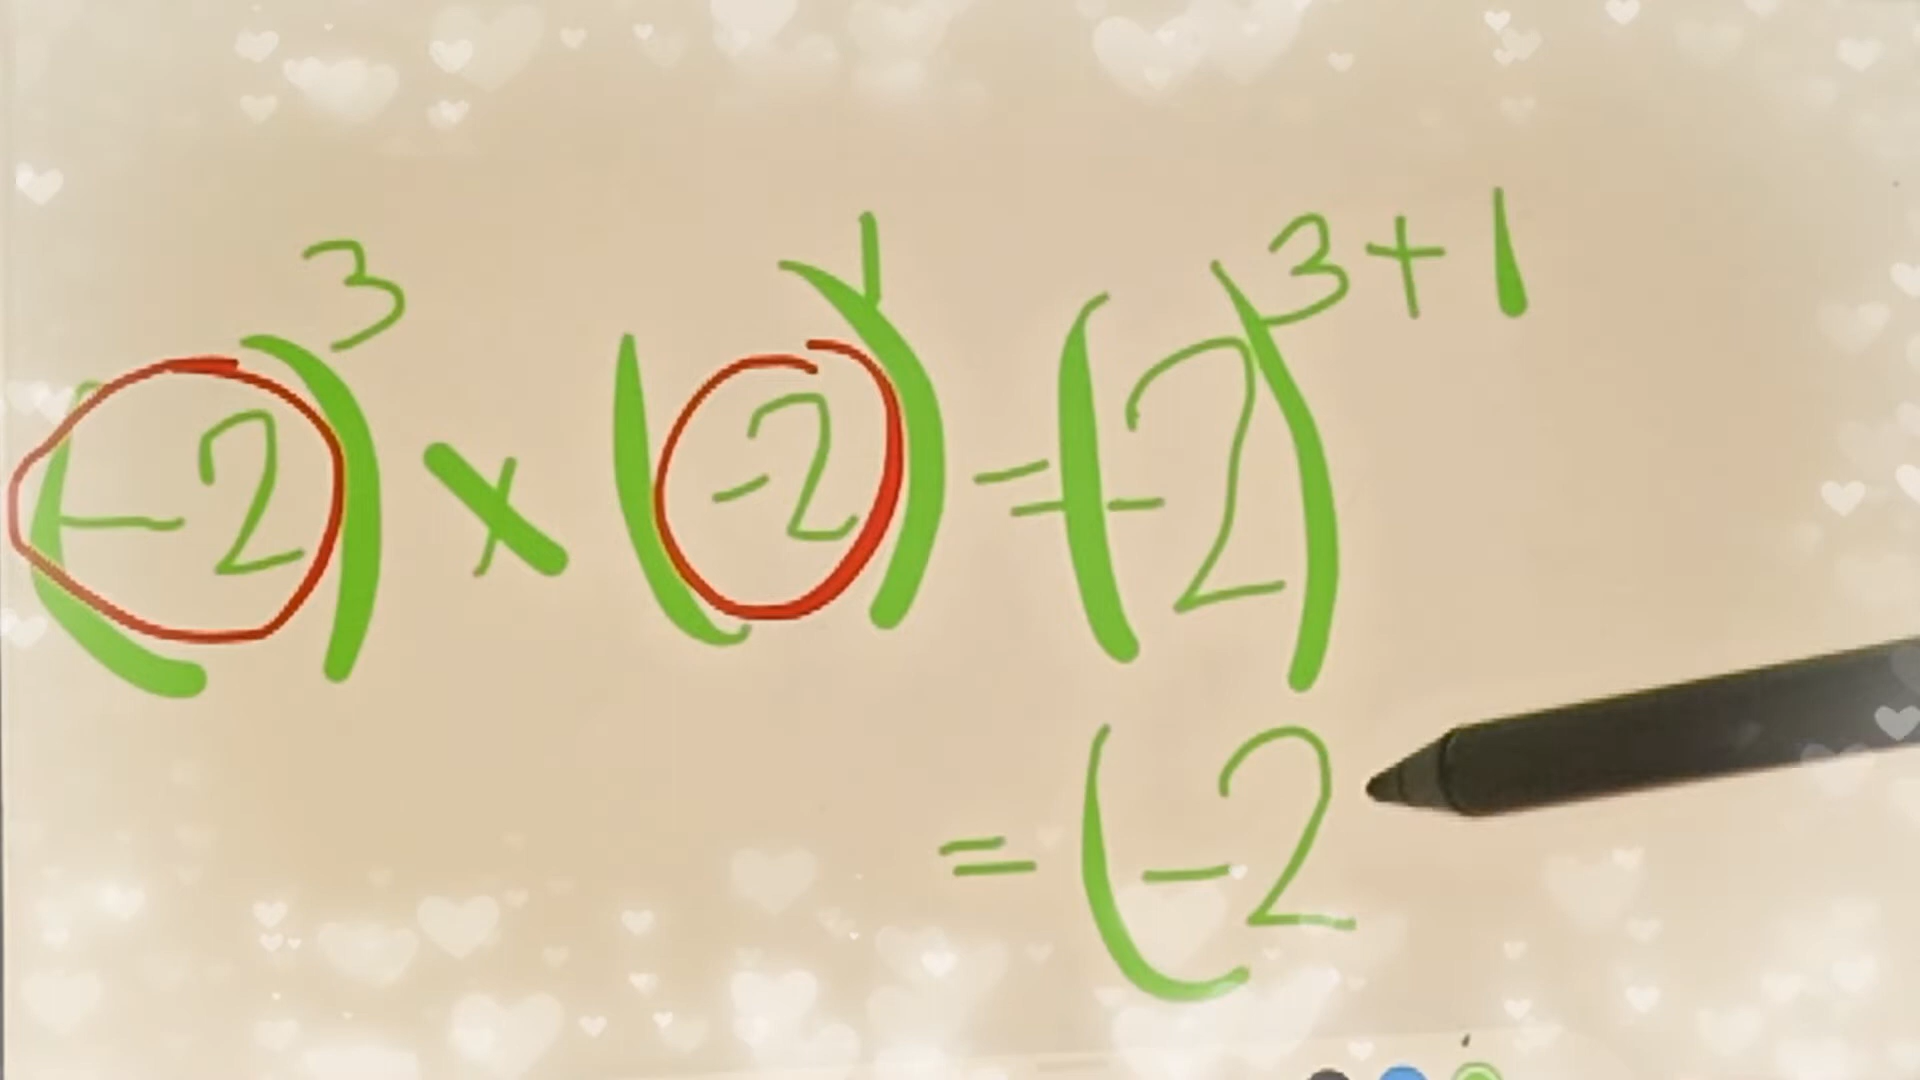 (-2)³ × (-2)¹ = (-2)³⁺¹
= (-2